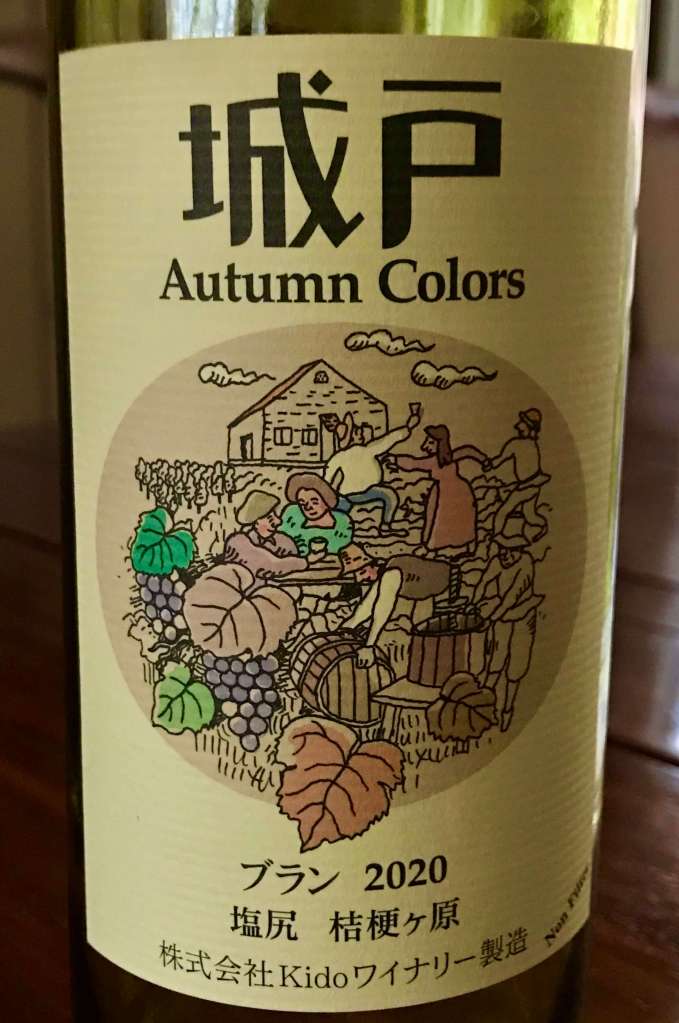 城戸
Autumn Colors
ブラン 2020
塩尻 桔梗ヶ原
株式会社Kidoワイナリー製造
Non